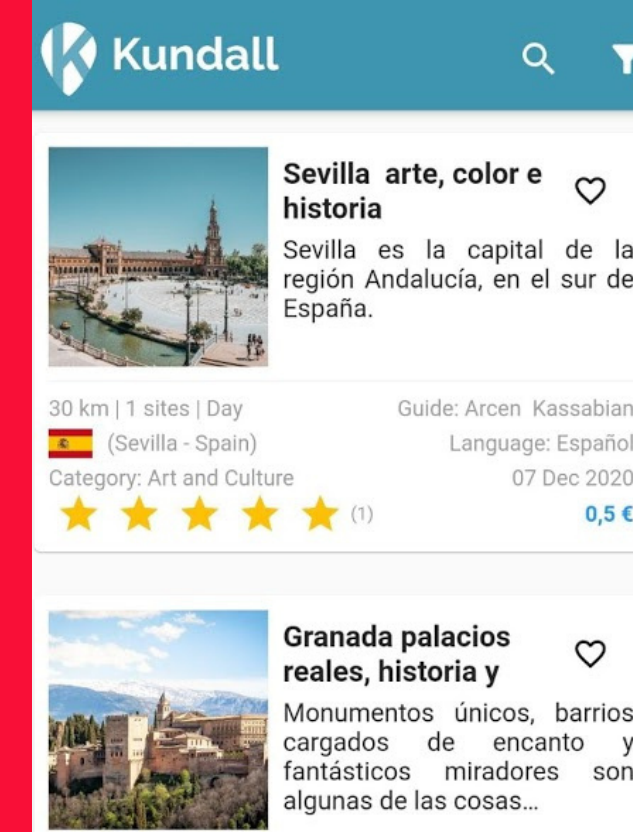 Kundall
Sevilla arte, color e
historia
Sevilla es la capital de la
región Andalucía, en el sur de
España.
30 km | 1 sites | Day
Guide: Arcen Kassabian
(Sevilla - Spain)
Language: Español
Category: Art and Culture
07 Dec 2020
(1)
0,5 €
Granada palacios
reales, historia y
Monumentos únicos, barrios
cargados de encanto y
fantásticos miradores son
algunas de las cosas...